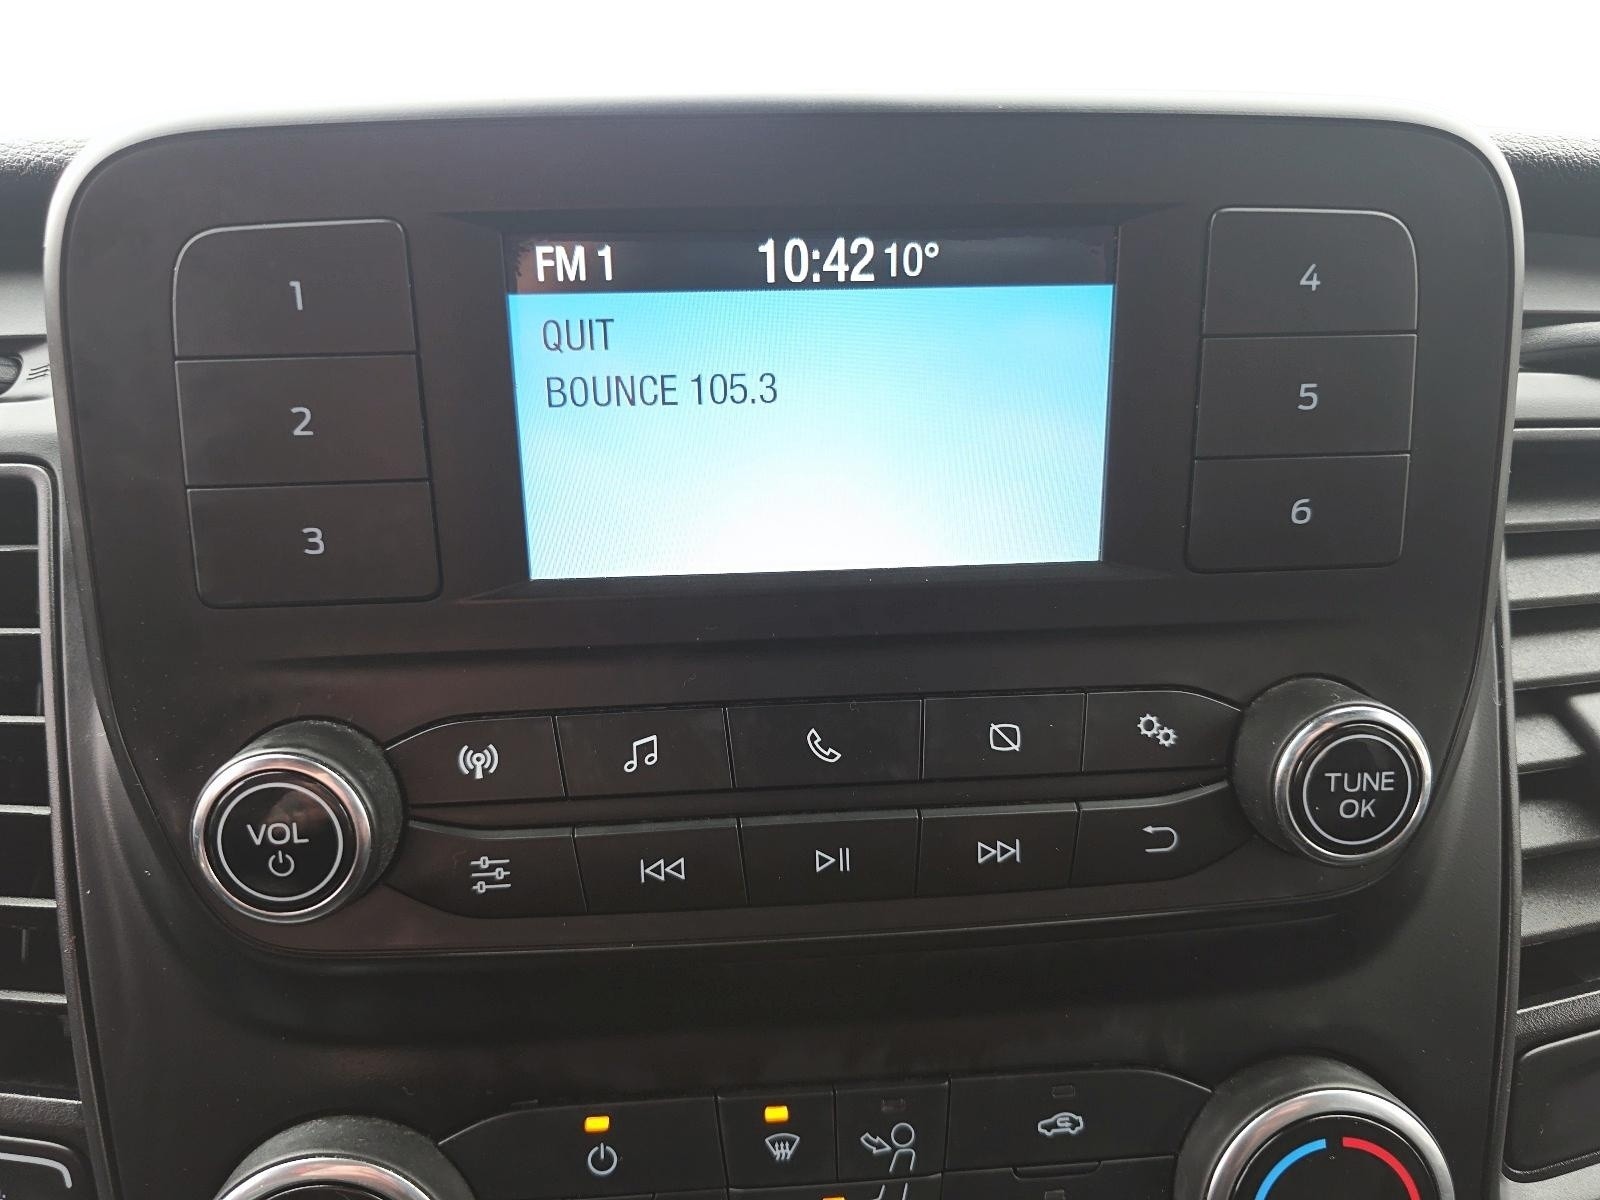 FM 1 10:42 10°
QUIT
BOUNCE 105.3
1
2
3
4
5
6
VOL
TUNE
OK